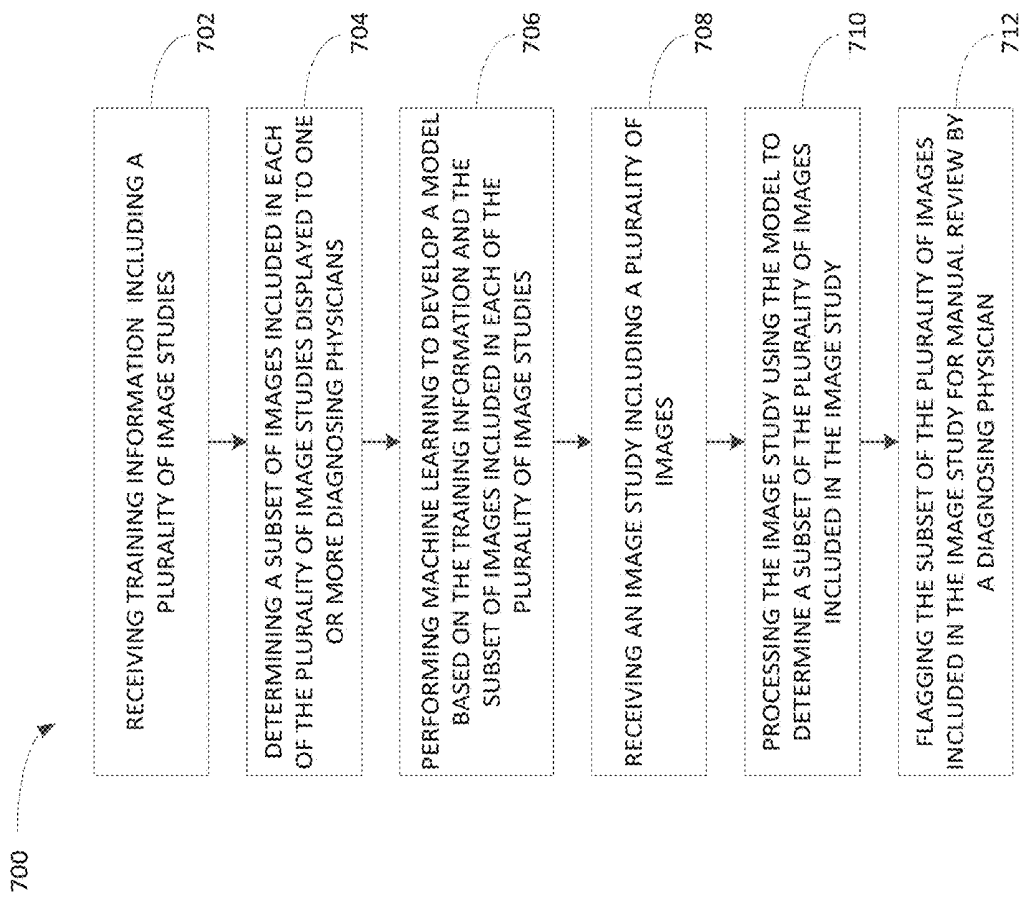 700
RECEIVING TRAINING INFORMATION INCLUDING A
PLURALITY OF IMAGE STUDIES
702
DETERMINING A SUBSET OF IMAGES INCLUDED IN EACH
OF THE PLURALITY OF IMAGE STUDIES DISPLAYED TO ONE
OR MORE DIAGNOSING PHYSICIANS
704
PERFORMING MACHINE LEARNING TO DEVELOP A MODEL
BASED ON THE TRAINING INFORMATION AND THE
SUBSET OF IMAGES INCLUDED IN EACH OF THE
PLURALITY OF IMAGE STUDIES
706
RECEIVING AN IMAGE STUDY INCLUDING A PLURALITY OF
IMAGES
708
PROCESSING THE IMAGE STUDY USING THE MODEL TO
DETERMINE A SUBSET OF THE PLURALITY OF IMAGES
INCLUDED IN THE IMAGE STUDY
710
FLAGGING THE SUBSET OF THE PLURALITY OF IMAGES
INCLUDED IN THE IMAGE STUDY FOR MANUAL REVIEW BY
A DIAGNOSING PHYSICIAN
712